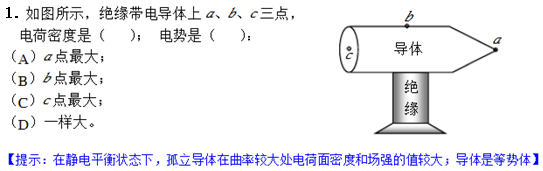 1．如图所示，绝缘带电导体上 a、b、c 三点，
电荷密度是（　　）；　电势是（　　）：
（A）a 点最大；
（B）b 点最大；
（C）c 点最大；
（D）一样大。
b
a
c
导体
绝
缘
【提示：在静电平衡状态下，孤立导体在曲率较大处电荷面密度和场强的值较大；导体是等势体】